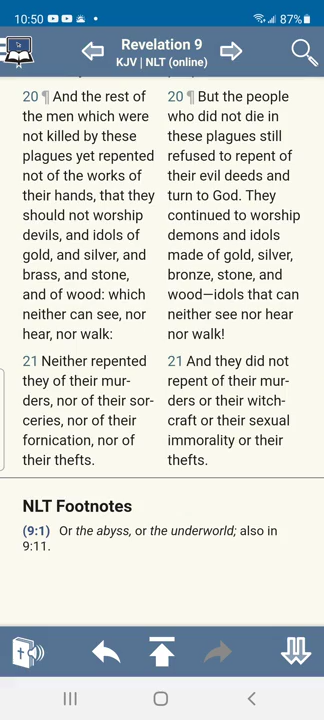 10:50
87%
Revelation 9
KJV | NLT (online)
20 ¶ And the rest of
the men which were
not killed by these
plagues yet repented
not of the works of
their hands, that they
should not worship
devils, and idols of
gold, and silver, and
brass, and stone,
and of wood: which
neither can see, nor
hear, nor walk:
21 Neither repented
they of their mur-
ders, nor of their sor-
ceries, nor of their
fornication, nor of
their thefts.
20 ¶ But the people
who did not die in
these plagues still
refused to repent of
their evil deeds and
turn to God. They
continued to worship
demons and idols
made of gold, silver,
bronze, stone, and
wood—idols that can
neither see nor hear
nor walk!
21 And they did not
repent of their mur-
ders or their witch-
craft or their sexual
immorality or their
thefts.
NLT Footnotes
(9:1) Or the abyss, or the underworld; also in
9:11.